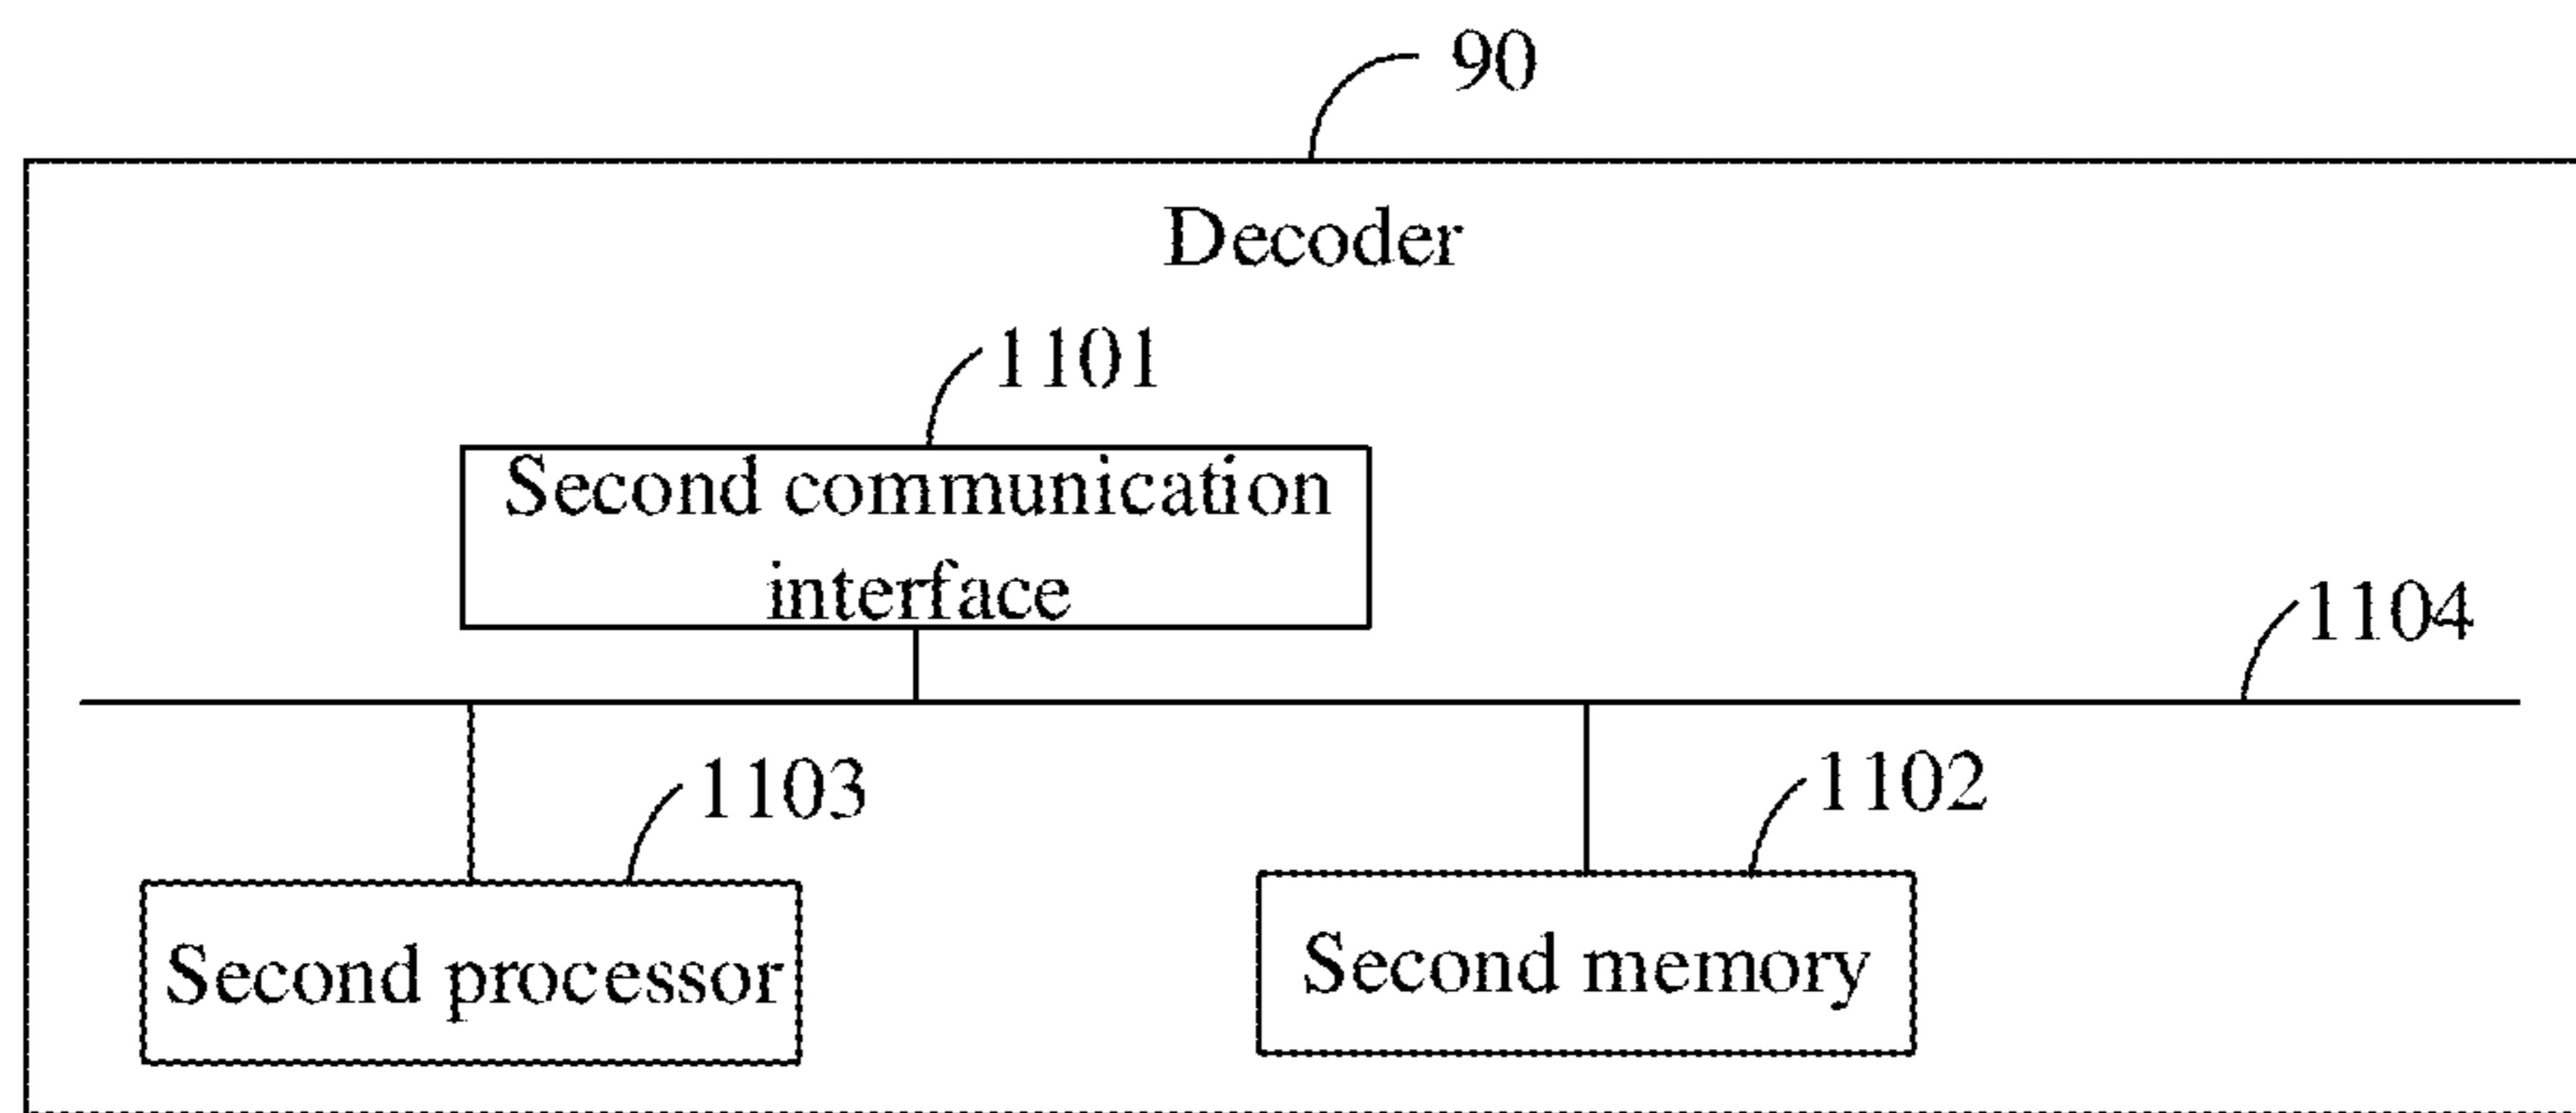 90
Decoder
1101
Second communication
interface
1104
1103
1102
Second processor
Second memory